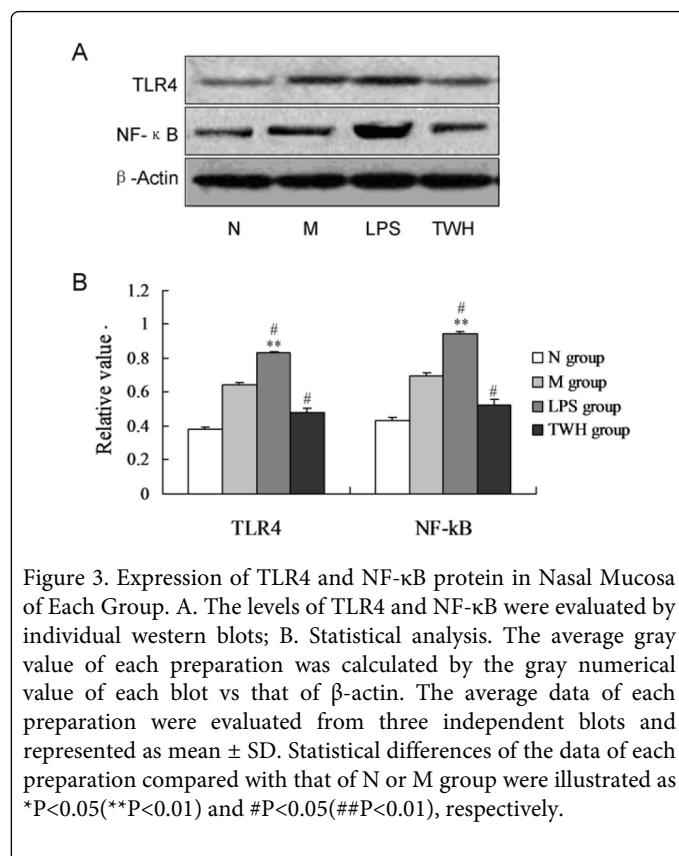 A
TLR4
NF-κB
β-Actin
N M LPS TWH
B
1.2
1
0.8
0.6
0.4
0.2
0
Relative value .
#
**
#
#
**
#
N group
M group
LPS group
TWH group
TLR4 NF-kB
Figure 3. Expression of TLR4 and NF-κB protein in Nasal Mucosa
of Each Group. A. The levels of TLR4 and NF-κB were evaluated by
individual western blots; B. Statistical analysis. The average gray
value of each preparation was calculated by the gray numerical
value of each blot vs that of β-actin. The average data of each
preparation were evaluated from three independent blots and
represented as mean ± SD. Statistical differences of the data of each
preparation compared with that of N or M group were illustrated as
*P<0.05(**P<0.01) and #P<0.05(##P<0.01), respectively.